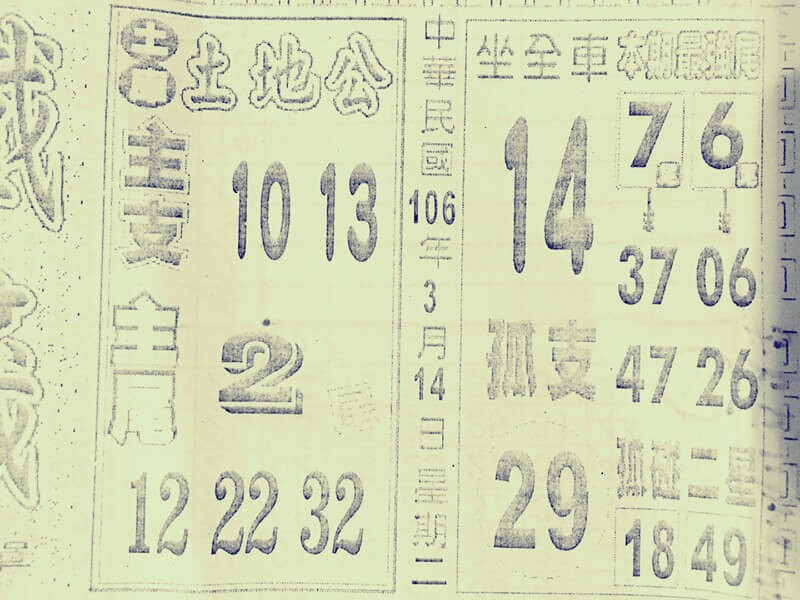 土地公
主支
10 13
主尾
2
12 22 32
中華民國106年3月14日星期二
坐全車
14
孤支
29
本期最強尾
7 6
37 06
47 26
孤碰二星
18 49